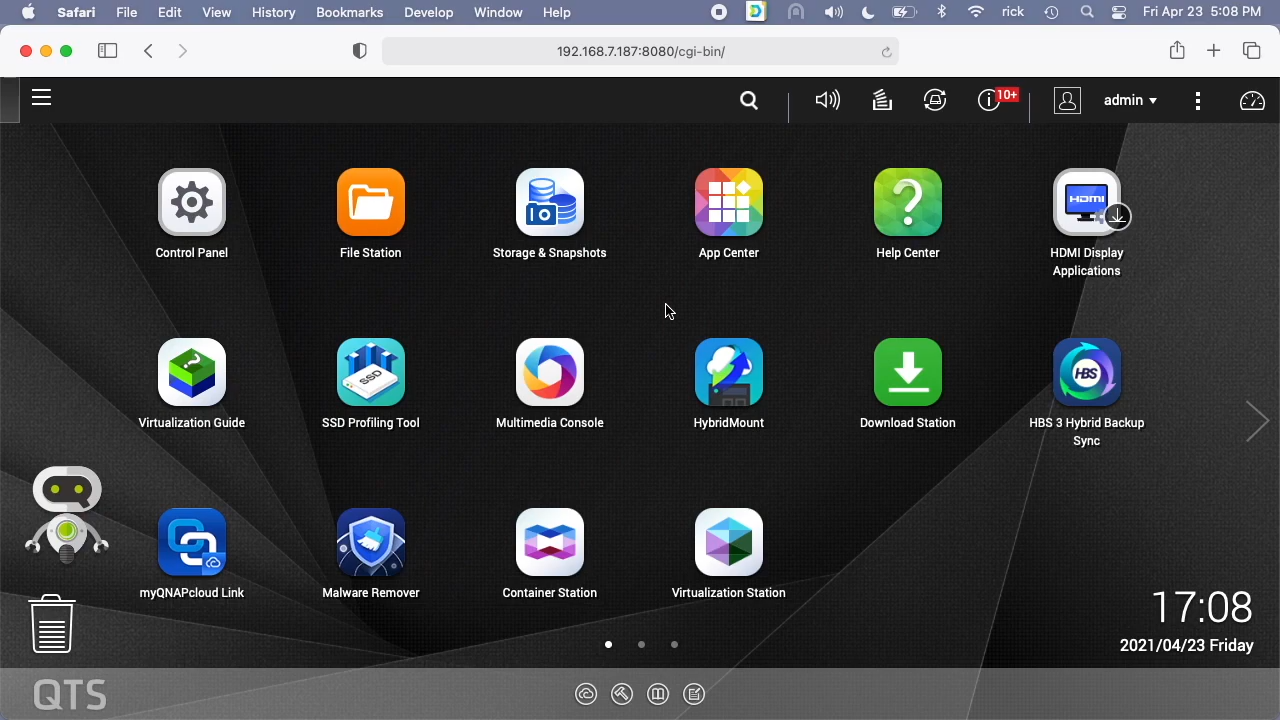 Safari File Edit View History Bookmarks Develop Window Help rick Fri Apr 23 5:08 PM
192.168.7.187:8080/cgi-bin/
10+ admin
HDMI
Control Panel File Station Storage & Snapshots App Center Help Center HDMI Display
Applications
SSD HBS
Virtualization Guide SSD Profiling Tool Multimedia Console HybridMount Download Station HBS 3 Hybrid Backup
Sync
myQNAPcloud Link Malware Remover Container Station Virtualization Station
17:08
2021/04/23 Friday
QTS